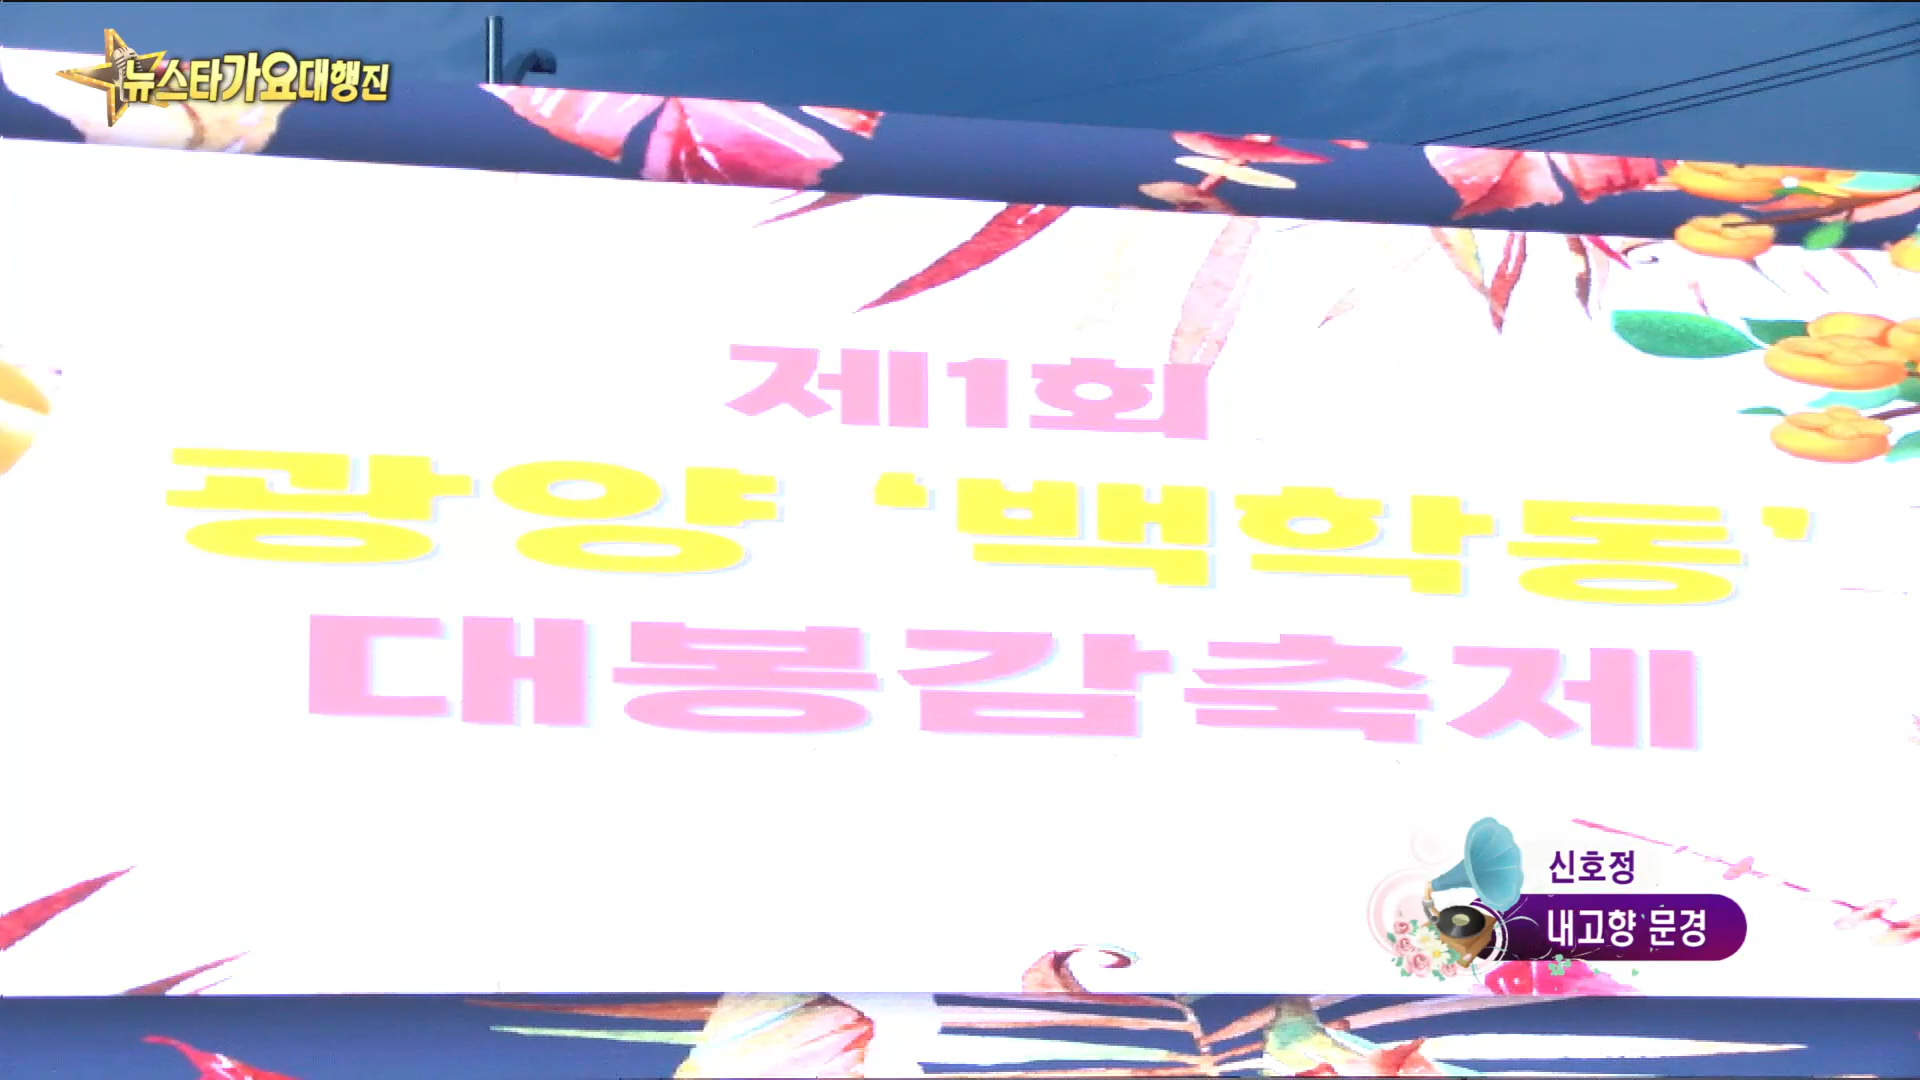 뉴스타가요대행진
제1회
광양 '백학동'
대봉감축제
신호정
내고향 문경